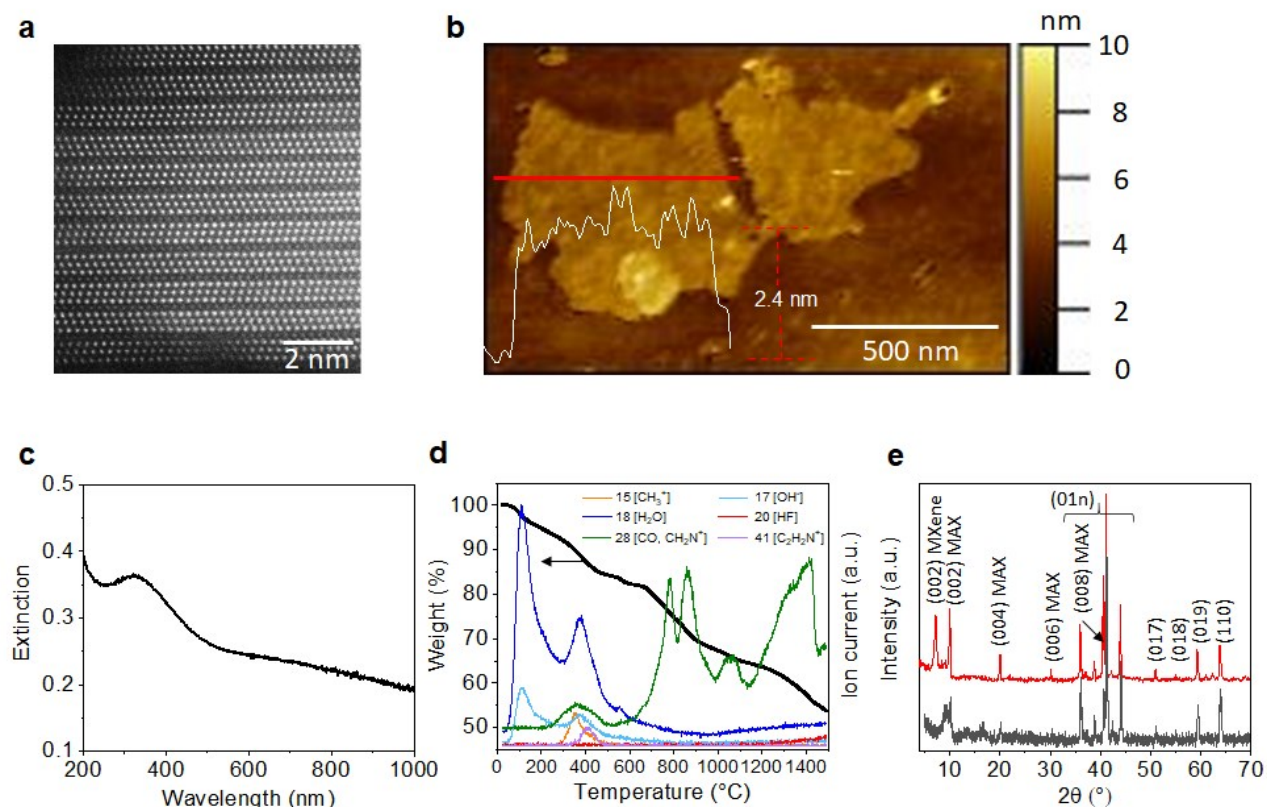 a
2 nm
b
nm
10
8
6
4
2
0
2.4 nm
500 nm
c
0.5
0.4
0.3
0.2
0.1
Extinction
200 400 600 800 1000
Wavelength (nm)
d
100
90
80
70
60
50
Weight (%)
15 [CH₃⁺] 17 [OH⁻]
18 [H₂O] 20 [HF]
28 [CO, CH₂N⁺] 41 [C₂H₂N⁺]
Ion current (a.u.)
0 200 400 600 800 1000 1400
Temperature (°C)
e
Intensity (a.u.)
(002) MXene
(002) MAX
(004) MAX
(006) MAX
(008) MAX
(01n)
(017)
(018)
(019)
(110)
10 20 30 40 50 60 70
2θ (°)